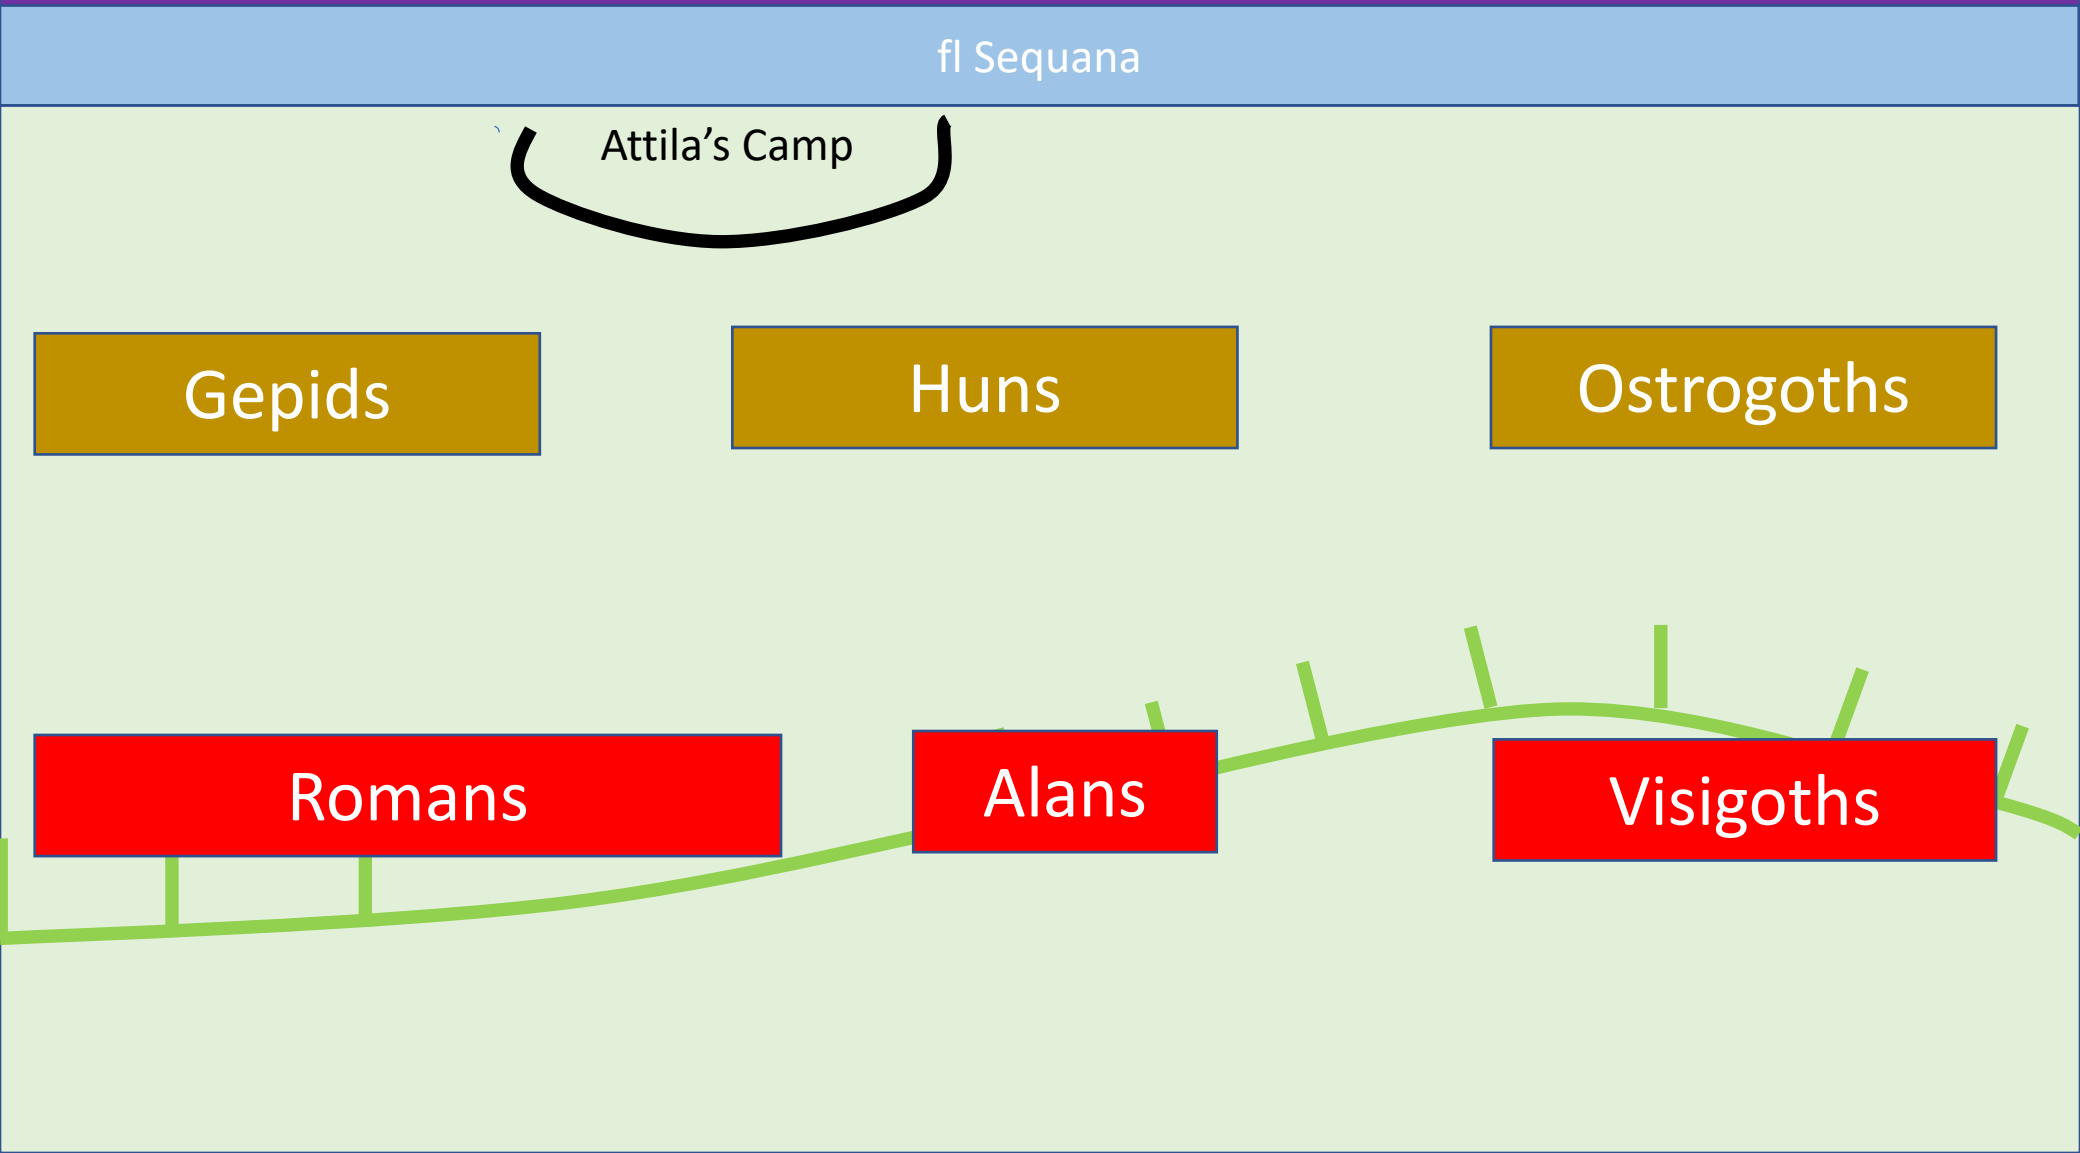 fl Sequana
Attila’s Camp
Gepids
Huns
Ostrogoths
Romans
Alans
Visigoths